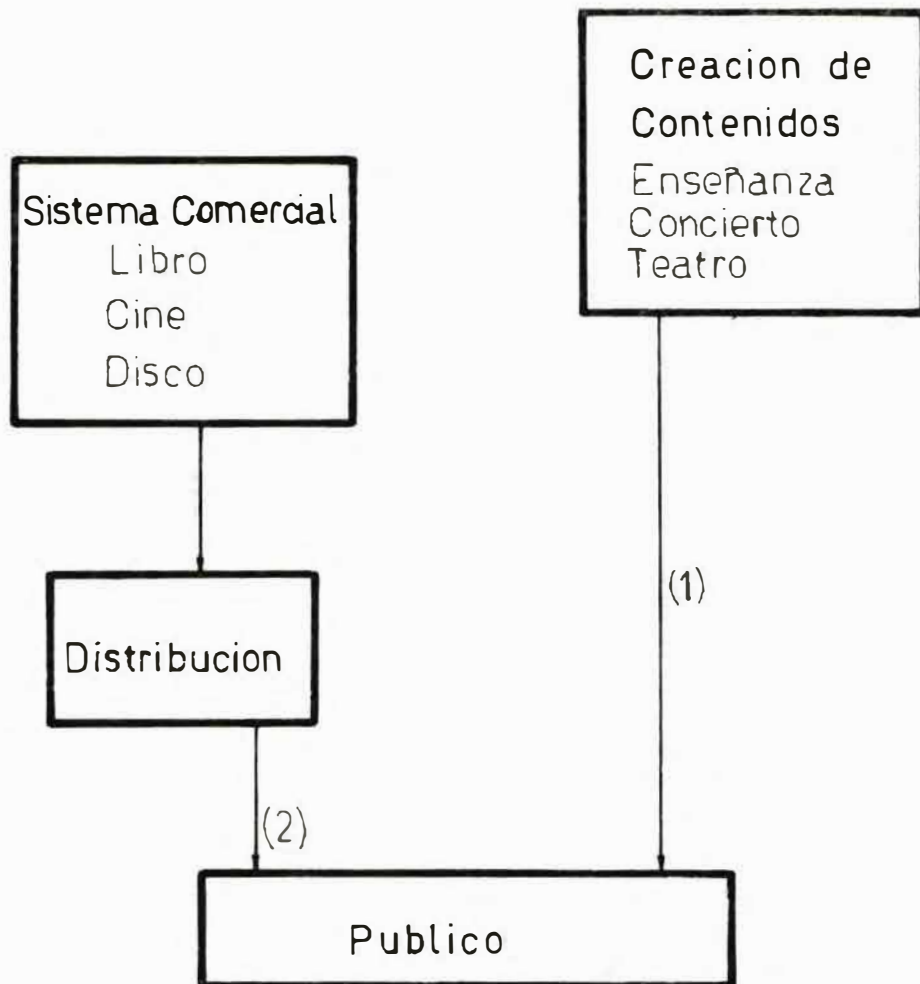 Creacion de
Contenidos
Enseñanza
Concierto
Teatro
Sistema Comercial
Libro
Cine
Disco
Distribucion
(1)
(2)
Publico